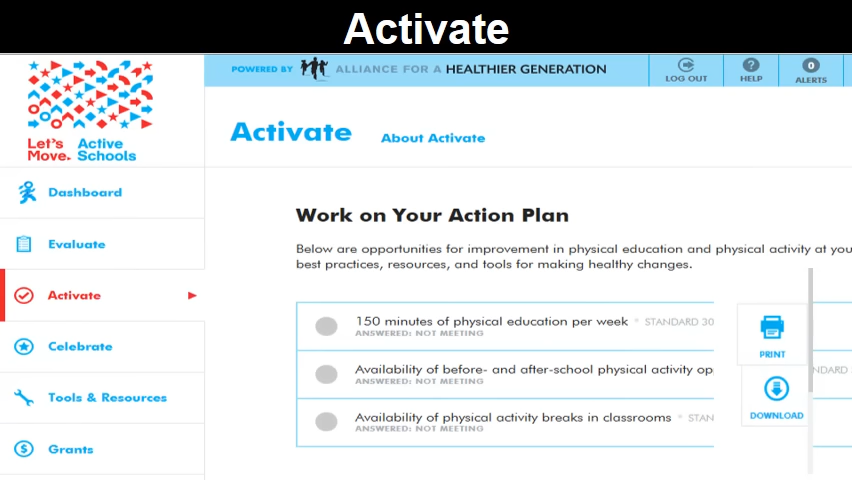 Activate
POWERED BY ALLIANCE FOR A HEALTHIER GENERATION
LOG OUT
HELP
0
ALERTS
Let's Move. Active Schools
Activate
About Activate
Dashboard
Evaluate
Activate
Celebrate
Tools & Resources
Grants
Work on Your Action Plan
Below are opportunities for improvement in physical education and physical activity at you
best practices, resources, and tools for making healthy changes.
150 minutes of physical education per week * STANDARD 30
ANSWERED: NOT MEETING
Availability of before- and after-school physical activity op
ANSWERED: NOT MEETING
Availability of physical activity breaks in classrooms * STAN
ANSWERED: NOT MEETING
PRINT
DOWNLOAD
NDARD